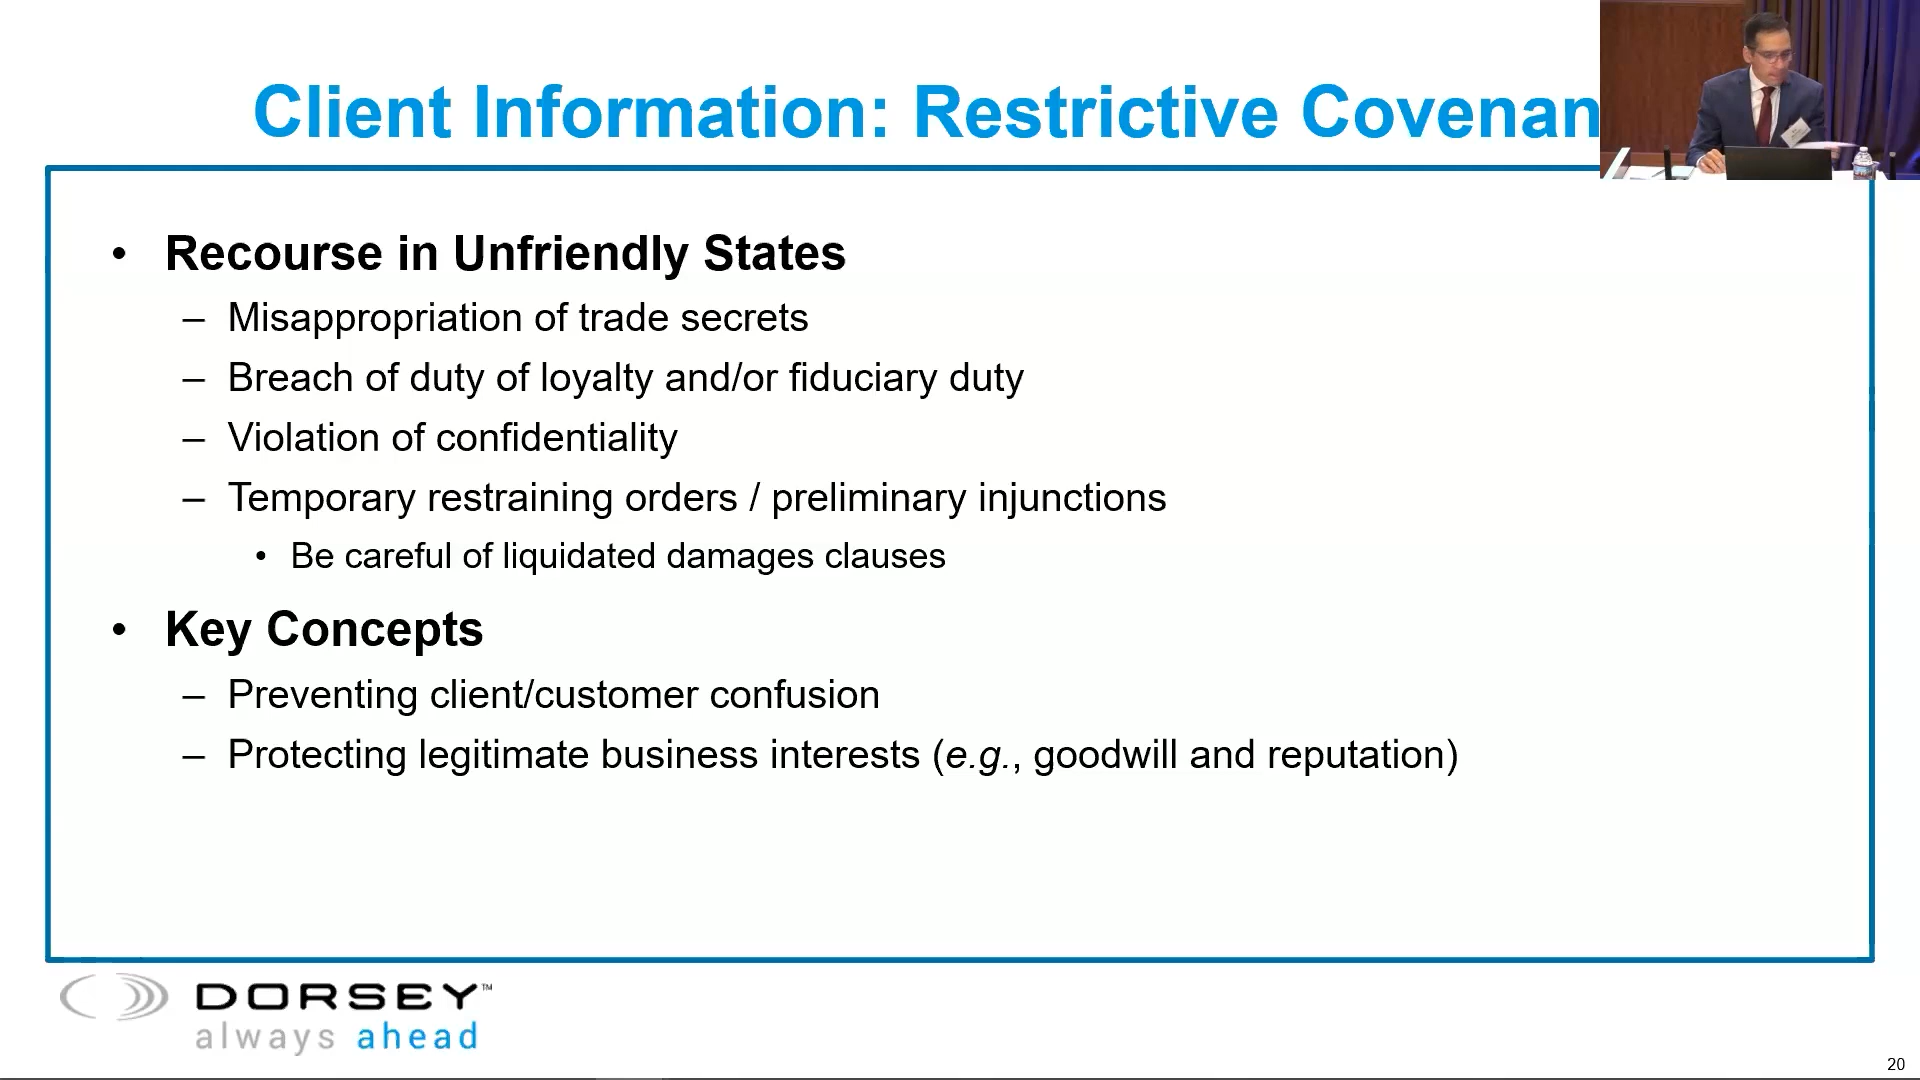 Client Information: Restrictive Covenan
• Recourse in Unfriendly States
– Misappropriation of trade secrets
– Breach of duty of loyalty and/or fiduciary duty
– Violation of confidentiality
– Temporary restraining orders / preliminary injunctions
• Be careful of liquidated damages clauses
• Key Concepts
– Preventing client/customer confusion
– Protecting legitimate business interests (e.g., goodwill and reputation)
DORSEY™
always ahead
20